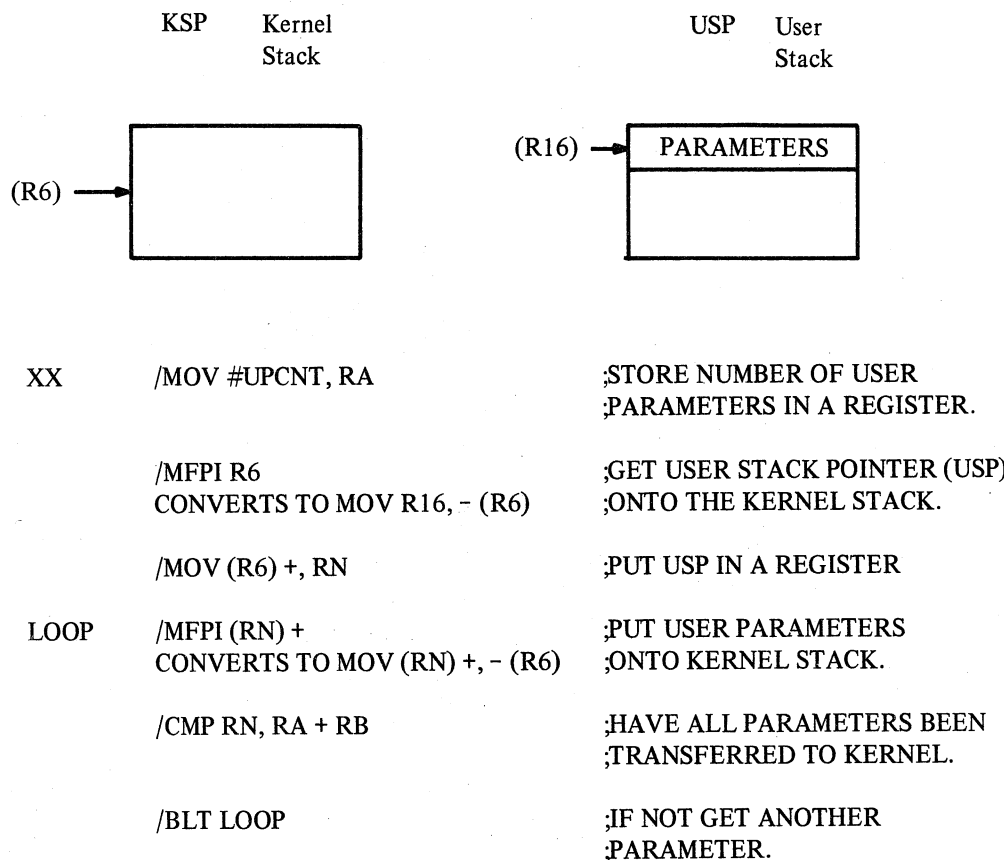 KSP Kernel Stack
USP User Stack
(R6)
(R16) PARAMETERS
XX /MOV #UPCNT, RA ;STORE NUMBER OF USER
;PARAMETERS IN A REGISTER.
/MFPI R6 ;GET USER STACK POINTER (USP)
CONVERTS TO MOV R16, - (R6) ;ONTO THE KERNEL STACK.
/MOV (R6) +, RN ;PUT USP IN A REGISTER
LOOP /MFPI (RN) + ;PUT USER PARAMETERS
CONVERTS TO MOV (RN) +, - (R6) ;ONTO KERNEL STACK.
/CMP RN, RA + RB ;HAVE ALL PARAMETERS BEEN
;TRANSFERRED TO KERNEL.
/BLT LOOP ;IF NOT GET ANOTHER
;PARAMETER.